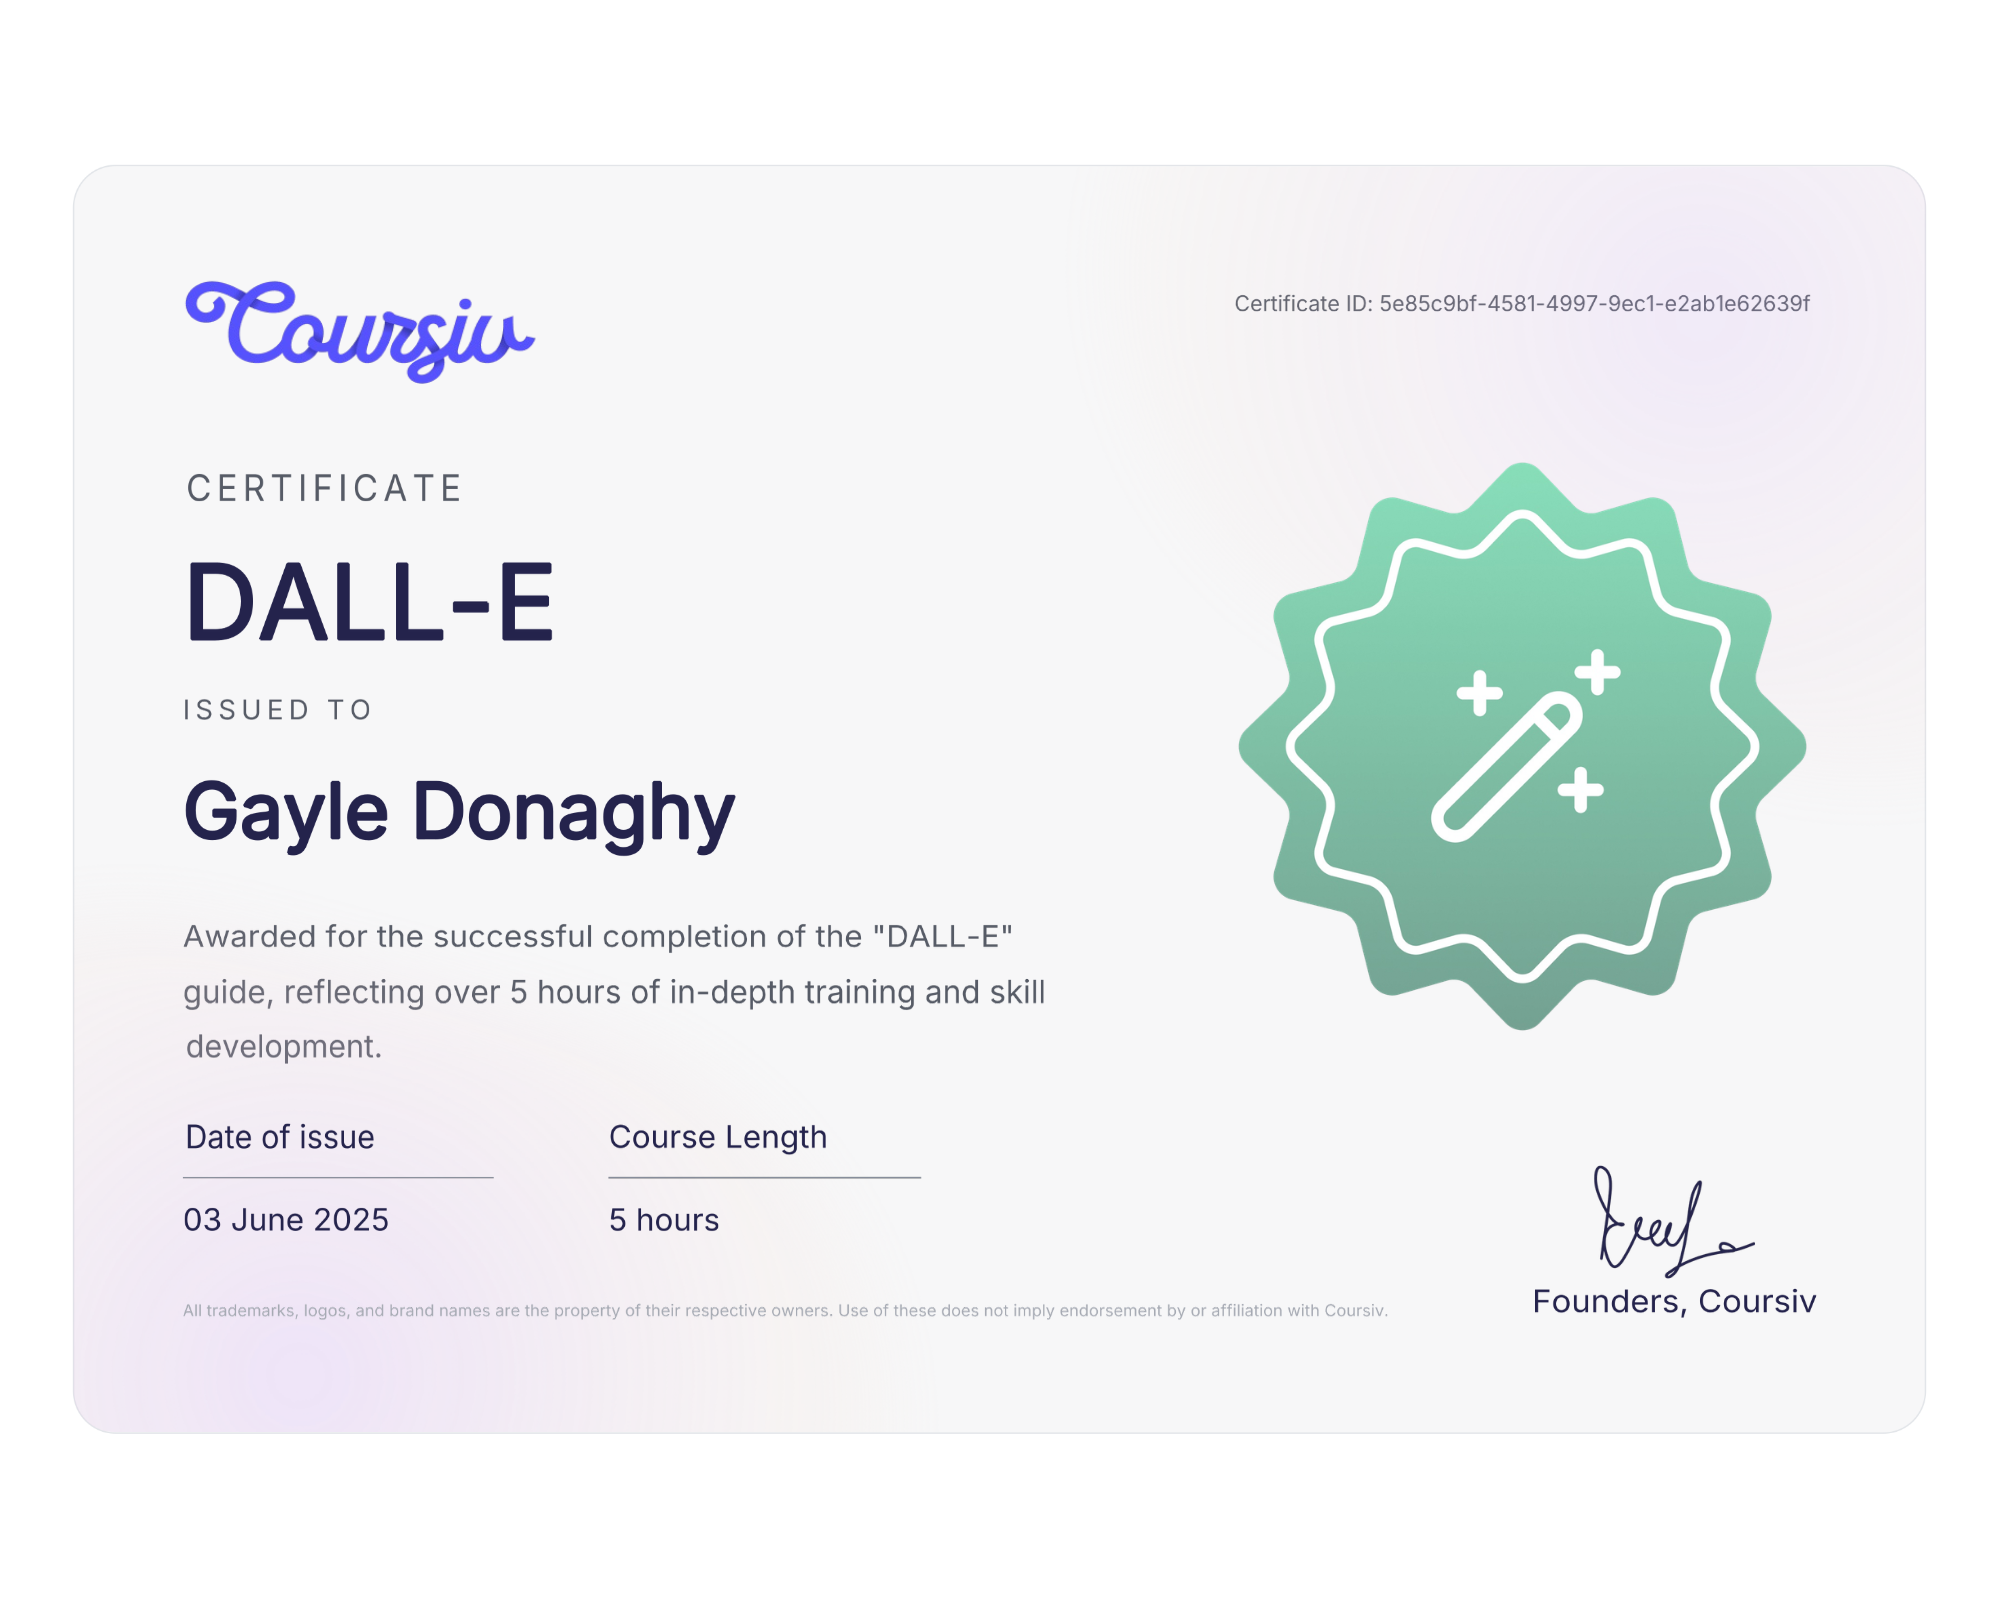 Coursiv
Certificate ID: 5e85c9bf-4581-4997-9ec1-e2ab1e62639f
CERTIFICATE
DALL-E
ISSUED TO
Gayle Donaghy
Awarded for the successful completion of the "DALL-E"
guide, reflecting over 5 hours of in-depth training and skill
development.
Date of issue
Course Length
03 June 2025
5 hours
All trademarks, logos, and brand names are the property of their respective owners. Use of these does not imply endorsement by or affiliation with Coursiv.
Founders, Coursiv